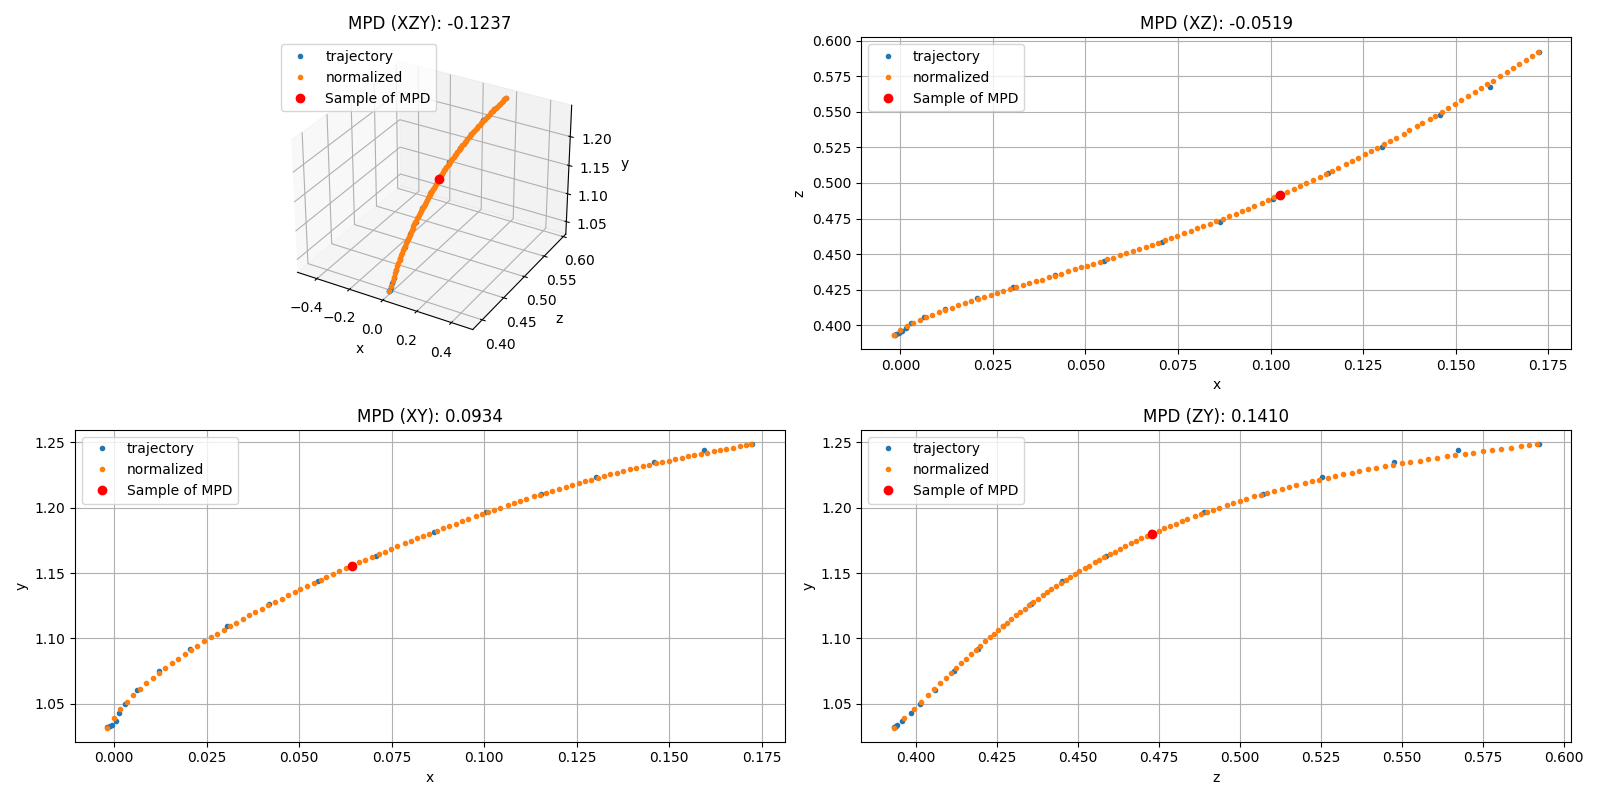 MPD (XZY): -0.1237
trajectory
normalized
Sample of MPD
1.20
1.15
1.10
1.05
y
−0.4
−0.2
0.0
0.2
0.4
x
0.40
0.45
0.50
0.55
0.60
z
MPD (XZ): -0.0519
trajectory
normalized
Sample of MPD
0.600
0.575
0.550
0.525
0.500
0.475
0.450
0.425
0.400
z
0.000 0.025 0.050 0.075 0.100 0.125 0.150 0.175
x
MPD (XY): 0.0934
trajectory
normalized
Sample of MPD
1.25
1.20
1.15
1.10
1.05
y
0.000 0.025 0.050 0.075 0.100 0.125 0.150 0.175
x
MPD (ZY): 0.1410
trajectory
normalized
Sample of MPD
1.25
1.20
1.15
1.10
1.05
y
0.400 0.425 0.450 0.475 0.500 0.525 0.550 0.575 0.600
z